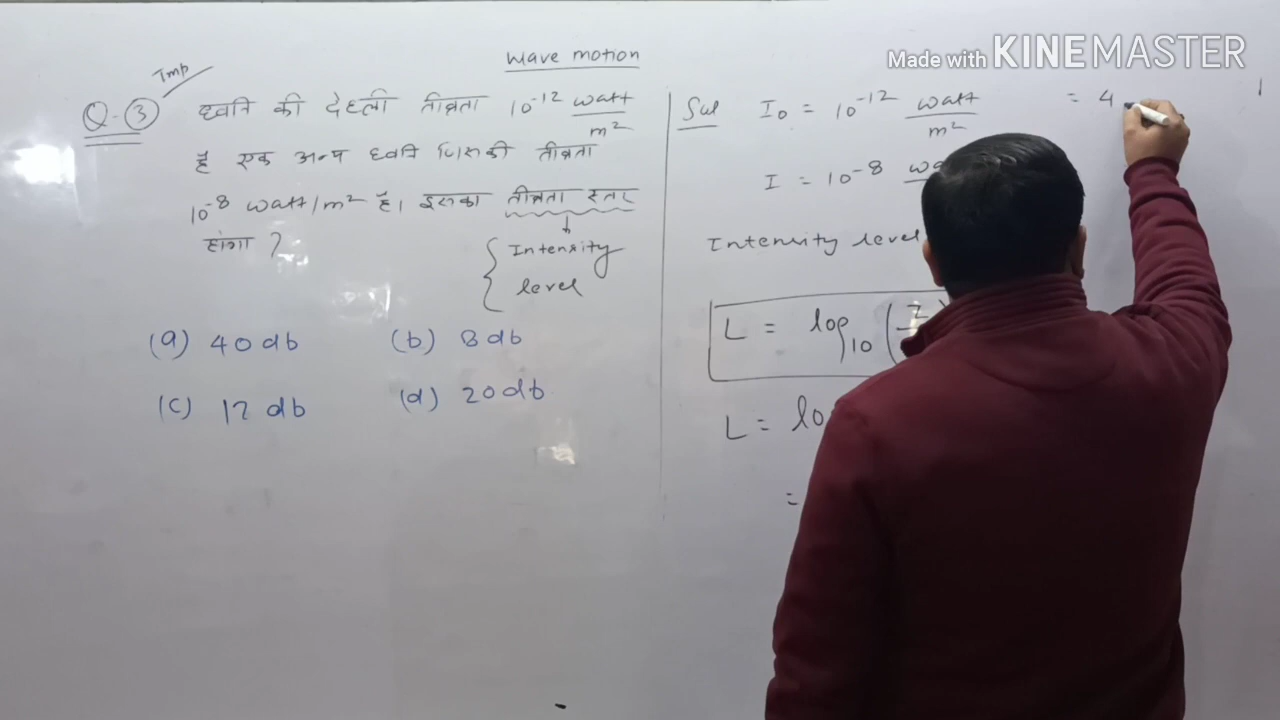 Made with KINEMASTER
wave motion
Imp
Q-(3) ध्वनि की देहली तीव्रता 10⁻¹² watt/m²
है एक अन्य ध्वनि जिसकी तीव्रता
10⁻⁸ watt/m² है। इसका तीव्रता स्तर
होगा ?
{ Intensity
level
(a) 40 db (b) 8 db
(c) 12 db (d) 20 db
Sol I₀ = 10⁻¹² watt/m²
I = 10⁻⁸
Intensity level
L = log₁₀ (I
L = lo
=
= 4